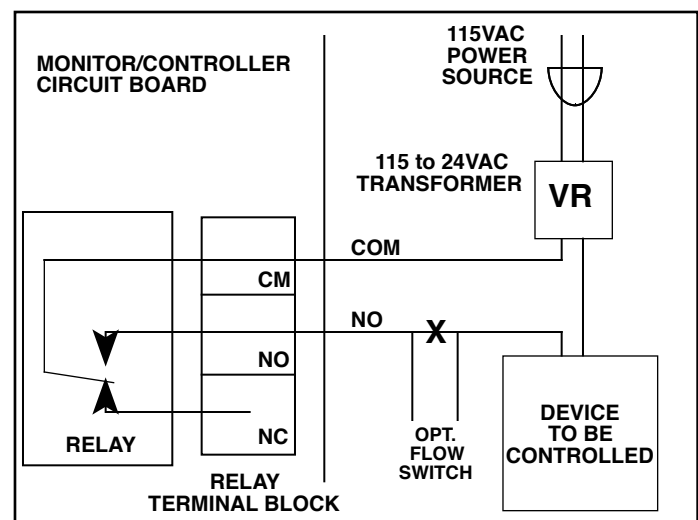 MONITOR/CONTROLLER
CIRCUIT BOARD
115VAC
POWER
SOURCE
115 to 24VAC
TRANSFORMER
VR
COM
CM
NO
X
NO
NC
RELAY
RELAY
TERMINAL BLOCK
OPT.
FLOW
SWITCH
DEVICE
TO BE
CONTROLLED